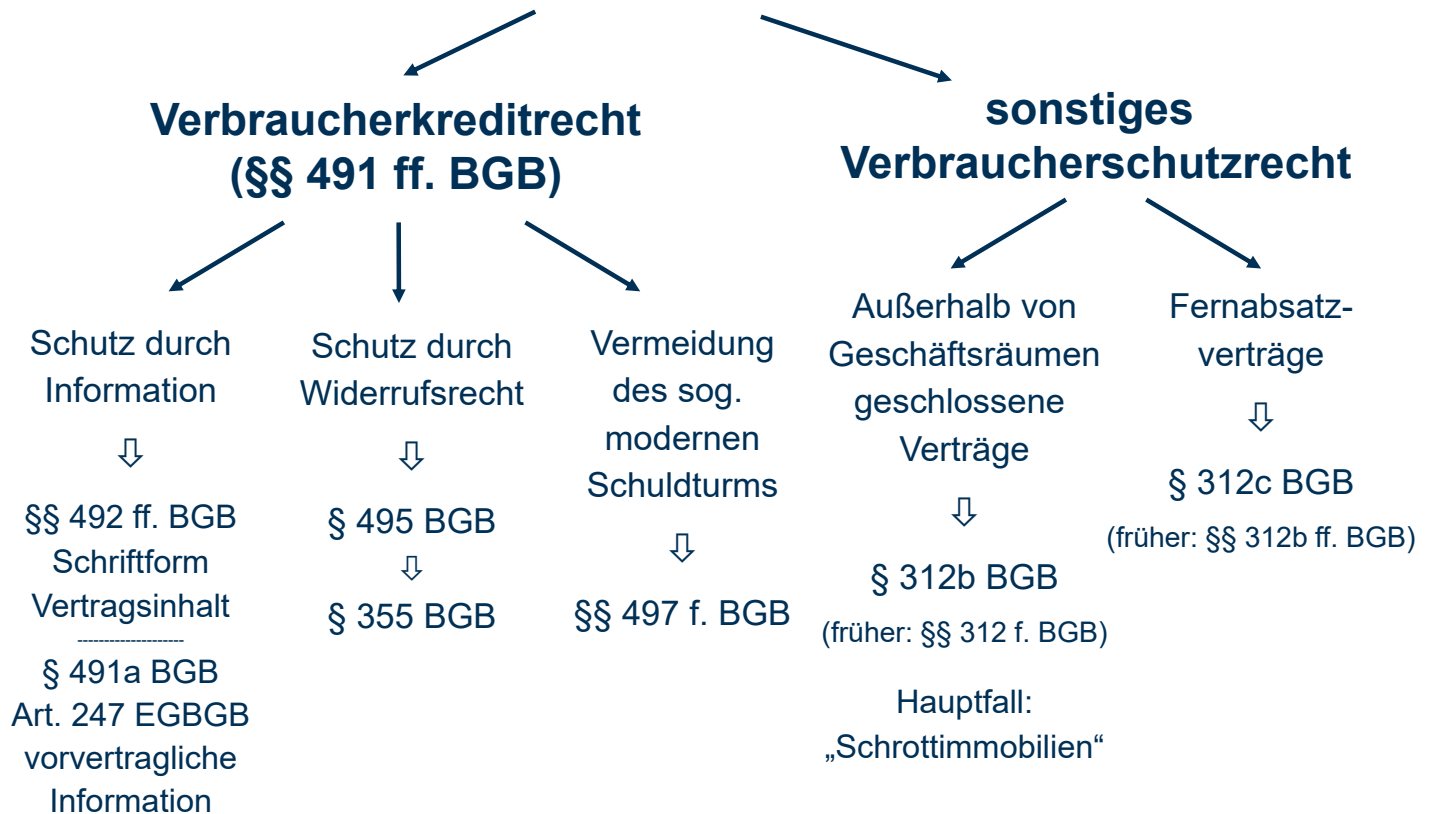 Verbraucherkreditrecht
(§§ 491 ff. BGB)
Schutz durch
Information
⇩
§§ 492 ff. BGB
Schriftform
Vertragsinhalt
--------------------
§ 491a BGB
Art. 247 EGBGB
vorvertragliche
Information
Schutz durch
Widerrufsrecht
⇩
§ 495 BGB
⇩
§ 355 BGB
Vermeidung
des sog.
modernen
Schuldturms
⇩
§§ 497 f. BGB
sonstiges
Verbraucherschutzrecht
Außerhalb von
Geschäftsräumen
geschlossene
Verträge
⇩
§ 312b BGB
(früher: §§ 312 f. BGB)
Hauptfall:
„Schrottimmobilien“
Fernabsatz-
verträge
⇩
§ 312c BGB
(früher: §§ 312b ff. BGB)